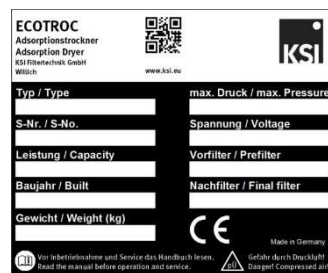 ECOTROC
Adsorptionstrockner
Adsorption Dryer
KSI Filtertechnik GmbH
Willich
www.ksi.eu
KSI
Typ / Type
max. Druck / max. Pressure
S-Nr. / S-No.
Spannung / Voltage
Leistung / Capacity
Vorfilter / Prefilter
Baujahr / Built
Nachfilter / Final filter
Gewicht / Weight (kg)
CE
Made in Germany
Vor Inbetriebnahme und Service das Handbuch lesen.
Read the manual before operation and service.
Gefahr durch Druckluft!
Danger! Compressed air